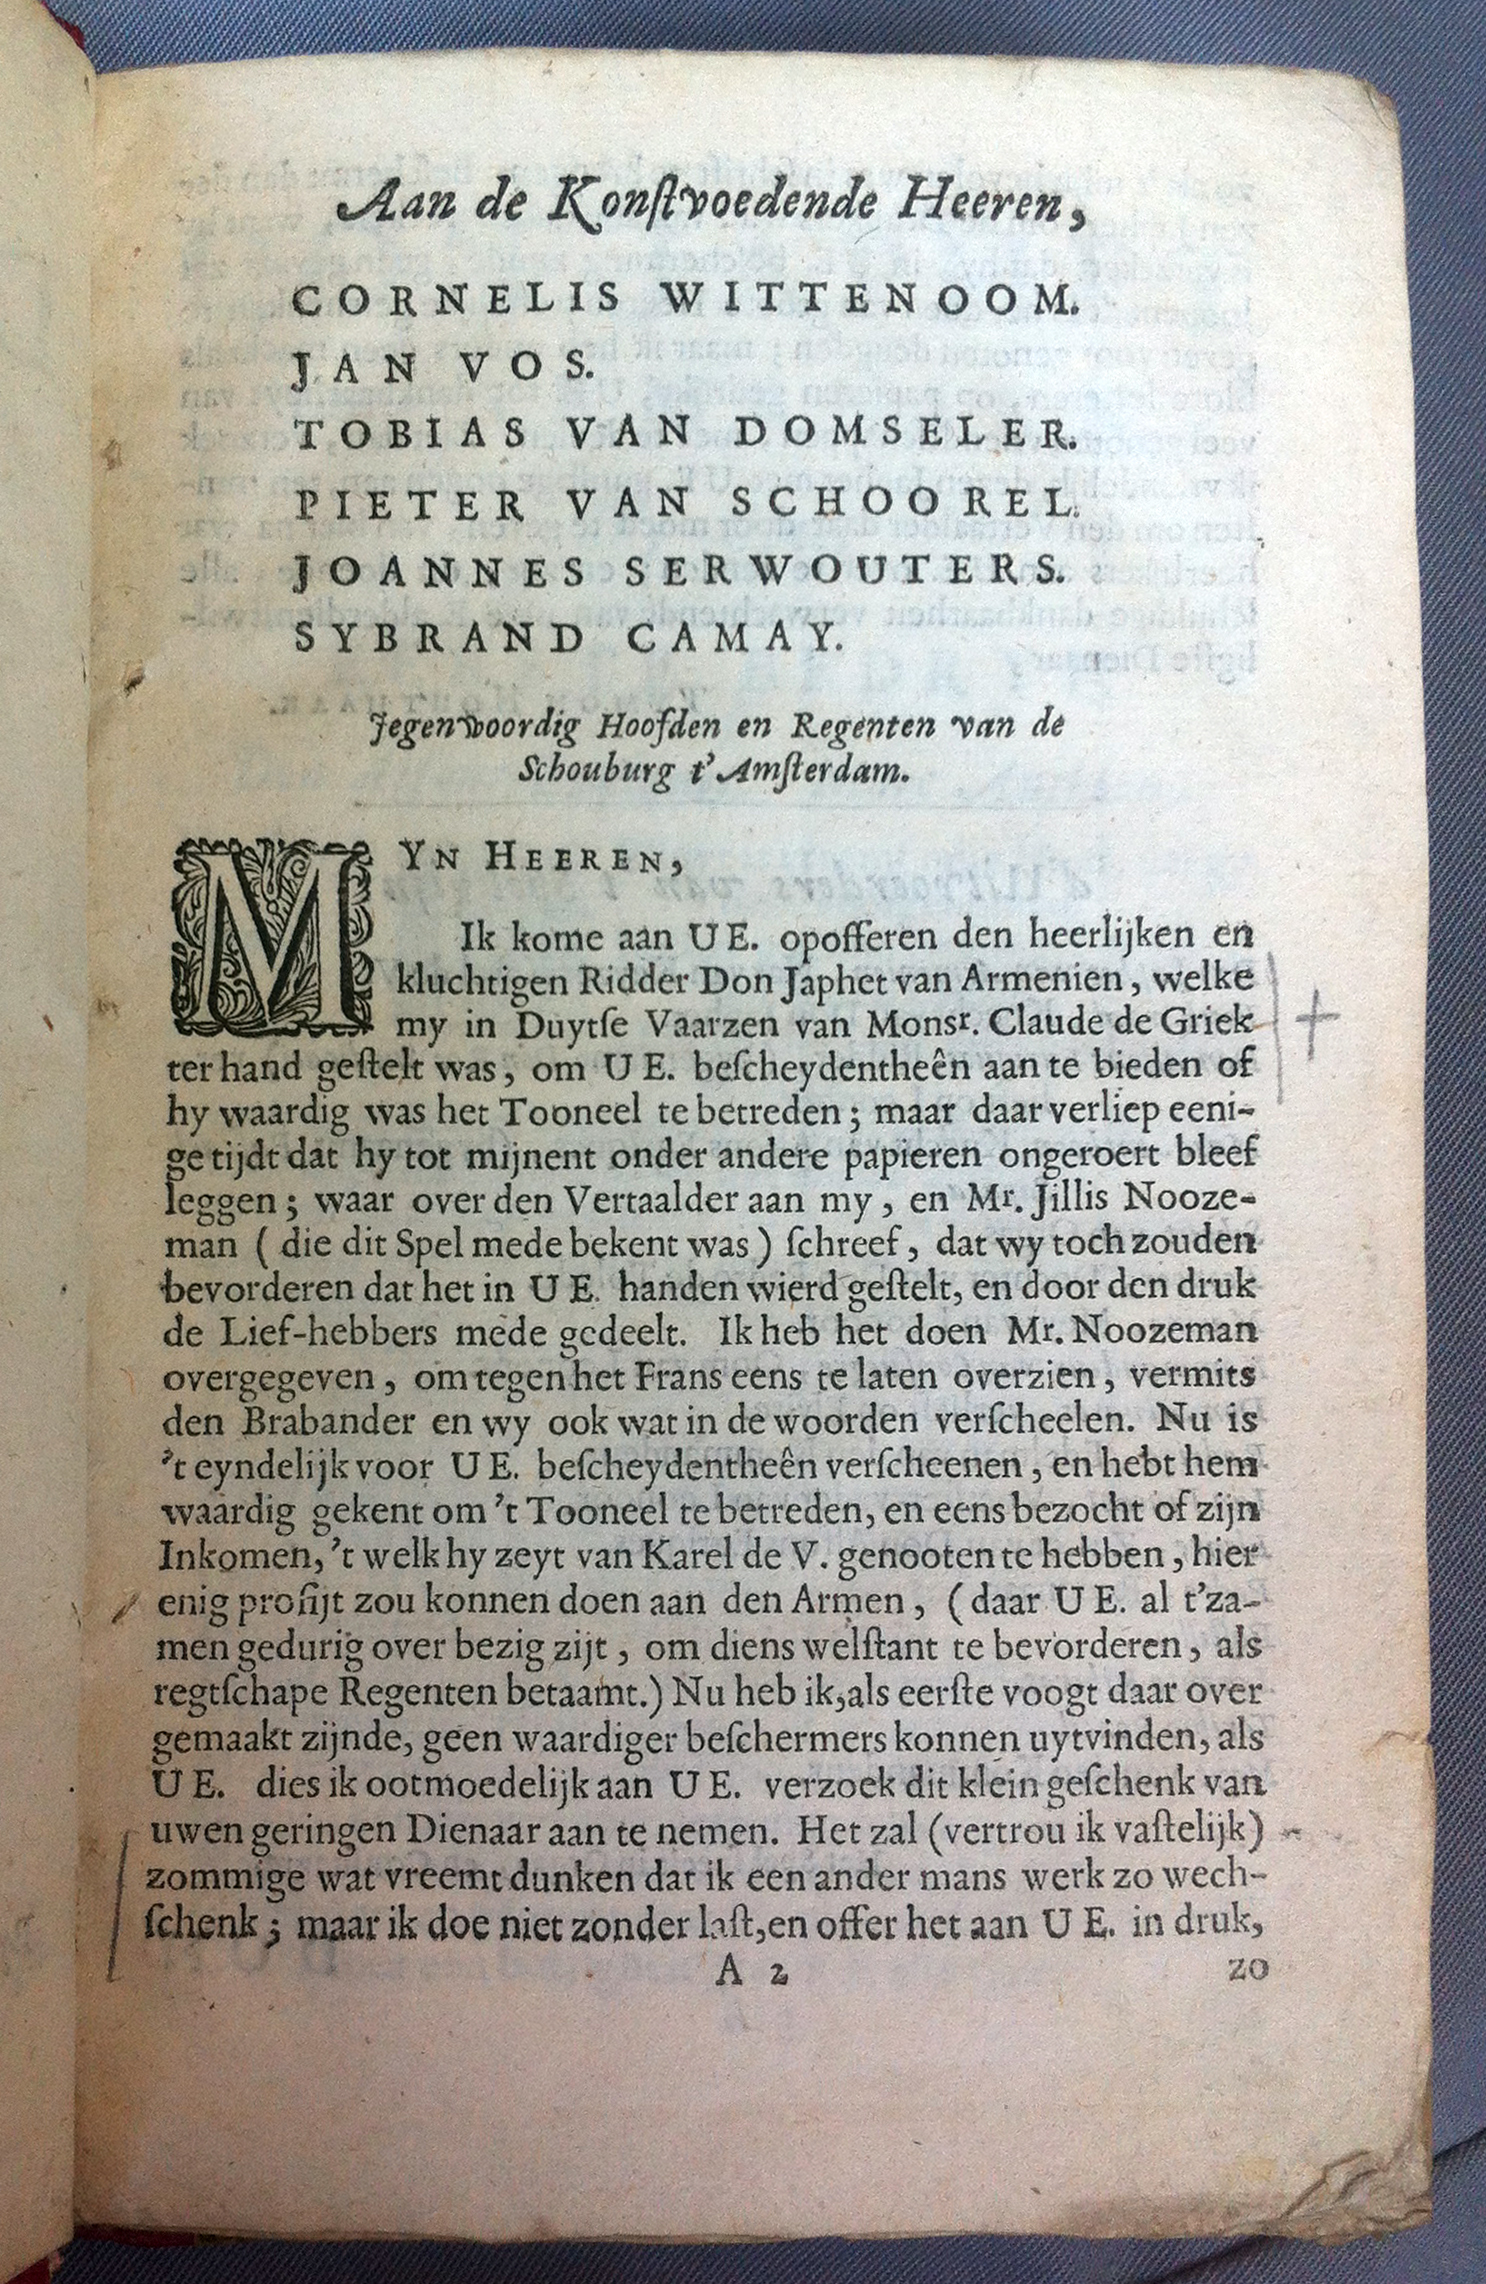 Aan de Konſtvoedende Heeren,
CORNELIS WITTENOOM.
JAN VOS.
TOBIAS VAN DOMSELER.
PIETER VAN SCHOOREL.
JOANNES SERWOUTERS.
SYBRAND CAMAY.
Jegenwoordig Hoofden en Regenten van de
Schouburg t'Amſterdam.
MYN HEEREN,
Ik kome aan UE. opofferen den heerlijken en
kluchtigen Ridder Don Japhet van Armenien, welke
my in Duytſe Vaarzen van Monsr. Claude de Griek
ter hand geſtelt was, om UE. beſcheydentheên aan te bieden of
hy waardig was het Tooneel te betreden; maar daar verliep eeni-
ge tijdt dat hy tot mijnent onder andere papieren ongeroert bleef
leggen; waar over den Vertaalder aan my, en Mr. Jillis Nooze-
man (die dit Spel mede bekent was) ſchreef, dat wy toch zouden
bevorderen dat het in UE. handen wierd geſtelt, en door den druk
de Lief-hebbers mede gedeelt. Ik heb het doen Mr. Noozeman
overgegeven, om tegen het Frans eens te laten overzien, vermits
den Brabander en wy ook wat in de woorden verſcheelen. Nu is
't eyndelijk voor UE. beſcheydentheên verſcheenen, en hebt hem
waardig gekent om 't Tooneel te betreden, en eens bezocht of zijn
Inkomen, 't welk hy zeyt van Karel de V. genooten te hebben, hier
enig profijt zou konnen doen aan den Armen, (daar UE. al t'za-
men gedurig over bezig zijt, om diens welſtant te bevorderen, als
regtſchape Regenten betaamt.) Nu heb ik, als eerſte voogt daar over
gemaakt zijnde, geen waardiger beſchermers konnen uytvinden, als
UE. dies ik ootmoedelijk aan UE. verzoek dit klein geſchenk van
uwen geringen Dienaar aan te nemen. Het zal (vertrou ik vaſtelijk)
zommige wat vreemt dunken dat ik een ander mans werk zo wech-
ſchenk; maar ik doe niet zonder laſt, en offer het aan UE. in druk,
A 2 zo